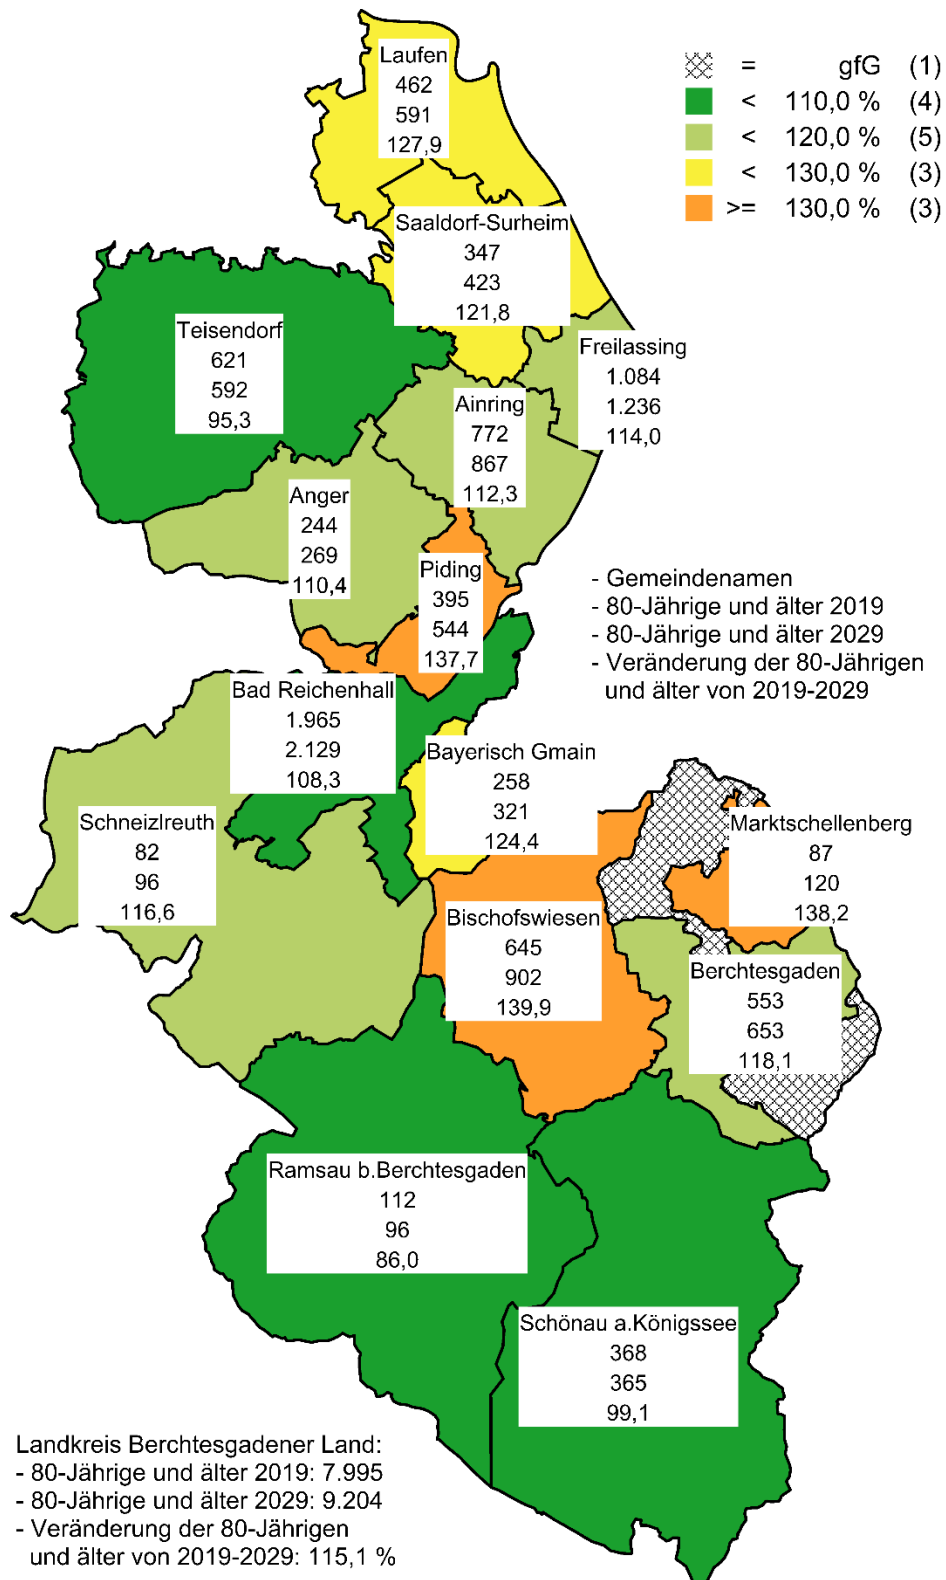 Laufen
462
591
127,9
= gfG (1)
< 110,0 % (4)
< 120,0 % (5)
< 130,0 % (3)
>= 130,0 % (3)
Saaldorf-Surheim
347
423
121,8
Teisendorf
621
592
95,3
Freilassing
1.084
1.236
114,0
Ainring
772
867
112,3
Anger
244
269
110,4
Piding
395
544
137,7
- Gemeindenamen
- 80-Jährige und älter 2019
- 80-Jährige und älter 2029
- Veränderung der 80-Jährigen
und älter von 2019-2029
Bad Reichenhall
1.965
2.129
108,3
Bayerisch Gmain
258
321
124,4
Schneizlreuth
82
96
116,6
Marktschellenberg
87
120
138,2
Bischofswiesen
645
902
139,9
Berchtesgaden
553
653
118,1
Ramsau b.Berchtesgaden
112
96
86,0
Schönau a.Königssee
368
365
99,1
Landkreis Berchtesgadener Land:
- 80-Jährige und älter 2019: 7.995
- 80-Jährige und älter 2029: 9.204
- Veränderung der 80-Jährigen
und älter von 2019-2029: 115,1 %